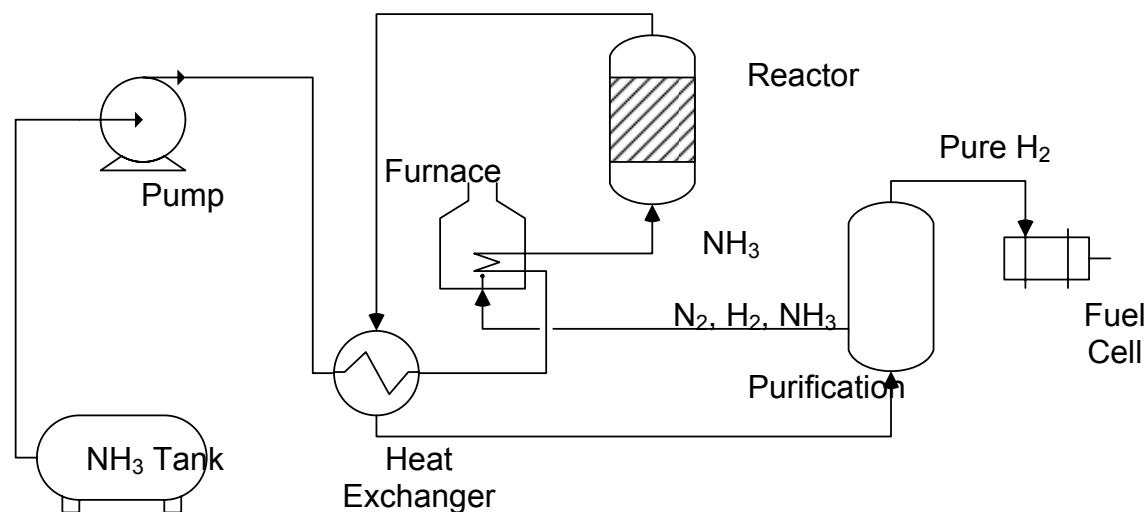 Reactor
Pure H₂
Furnace
Pump
NH₃
N₂, H₂, NH₃
Fuel
Cell
Purification
NH₃ Tank
Heat
Exchanger